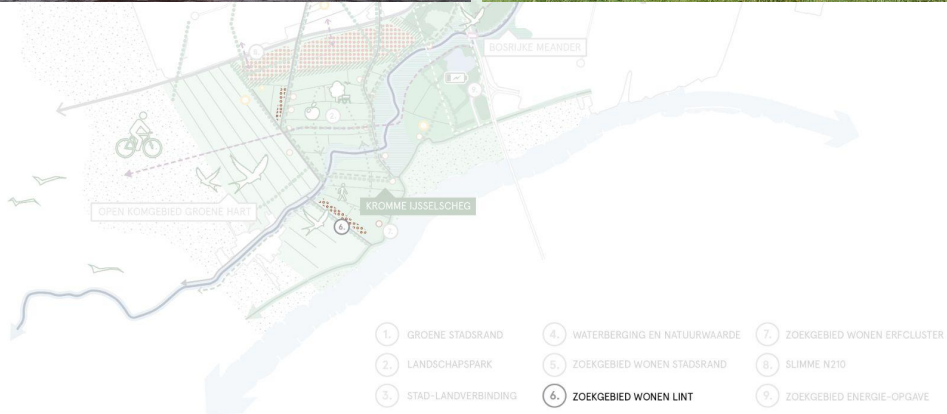 BOSRIJKE MEANDER
OPEN KOMGEBIED GROENE HART
KROMME IJSSELSCHEG
6.
1. GROENE STADSRAND
2. LANDSCHAPSPARK
3. STAD-LANDVERBINDING
4. WATERBERGING EN NATUURWAARDE
5. ZOEKGEBIED WONEN STADSRAND
6. ZOEKGEBIED WONEN LINT
7. ZOEKGEBIED WONEN ERFCLUSTER
8. SLIMME N210
9. ZOEKGEBIED ENERGIE-OPGAVE